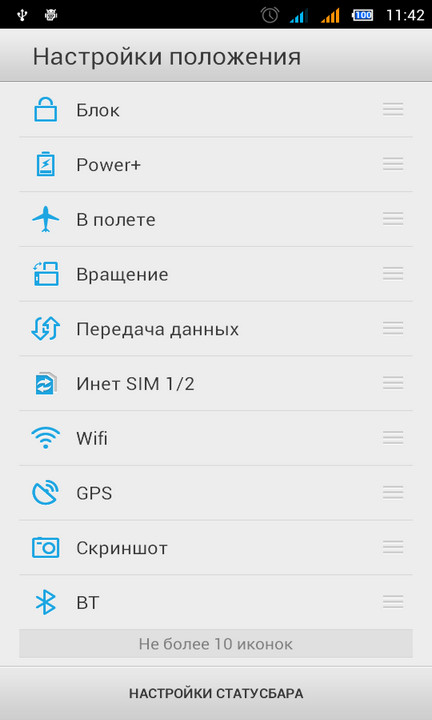 100 11:42
Настройки положения
Блок
Power+
В полете
Вращение
Передача данных
Инет SIM 1/2
Wifi
GPS
Скриншот
BT
Не более 10 иконок
НАСТРОЙКИ СТАТУСБАРА